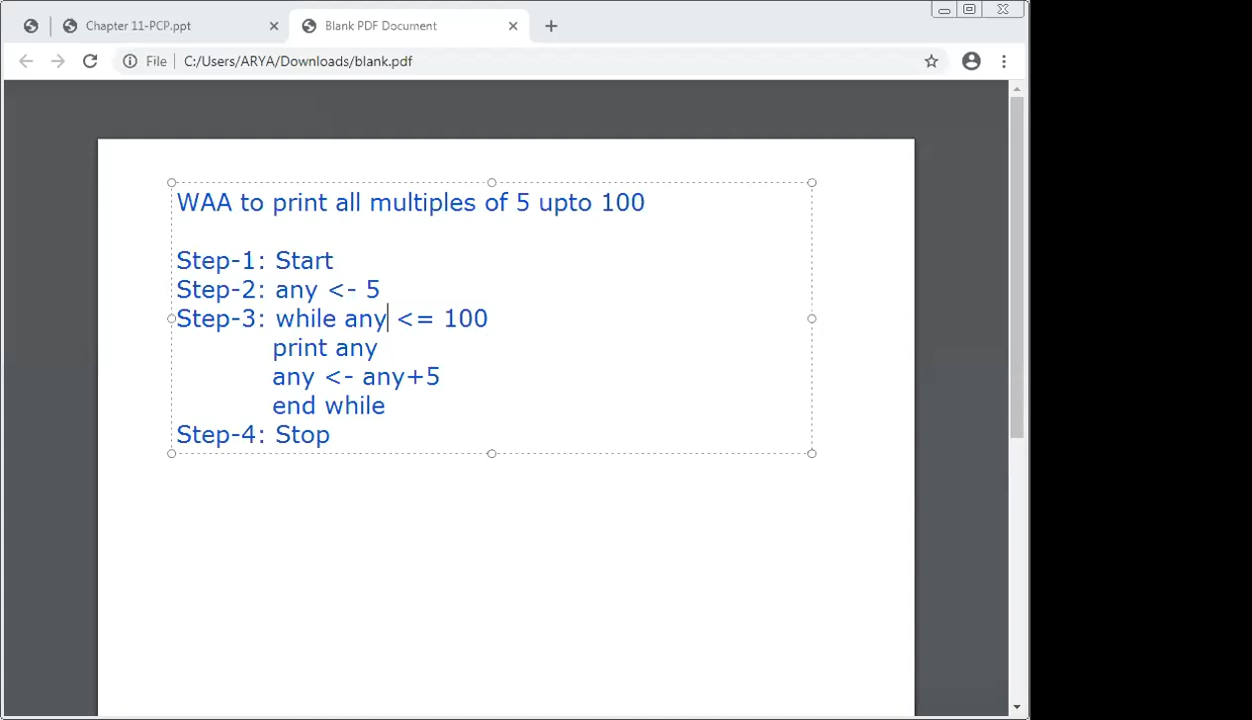 Chapter 11-PCP.ppt
Blank PDF Document
File
C:/Users/ARYA/Downloads/blank.pdf
WAA to print all multiples of 5 upto 100
Step-1: Start
Step-2: any <- 5
Step-3: while any <= 100
print any
any <- any+5
end while
Step-4: Stop